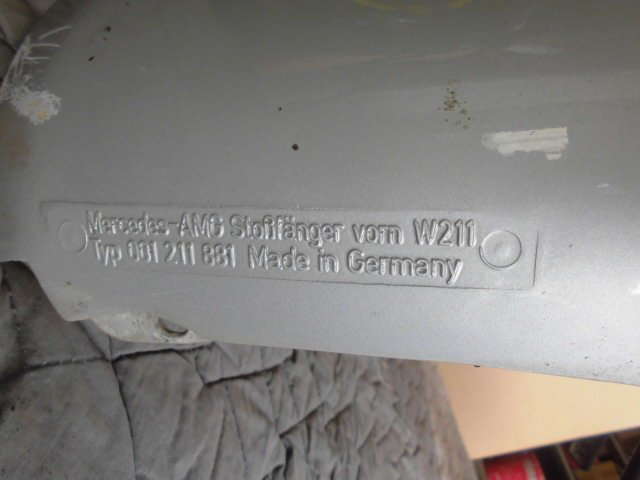 Mercedes-AMG Stoßfänger vorn W211
Typ 001 211 881 Made in Germany